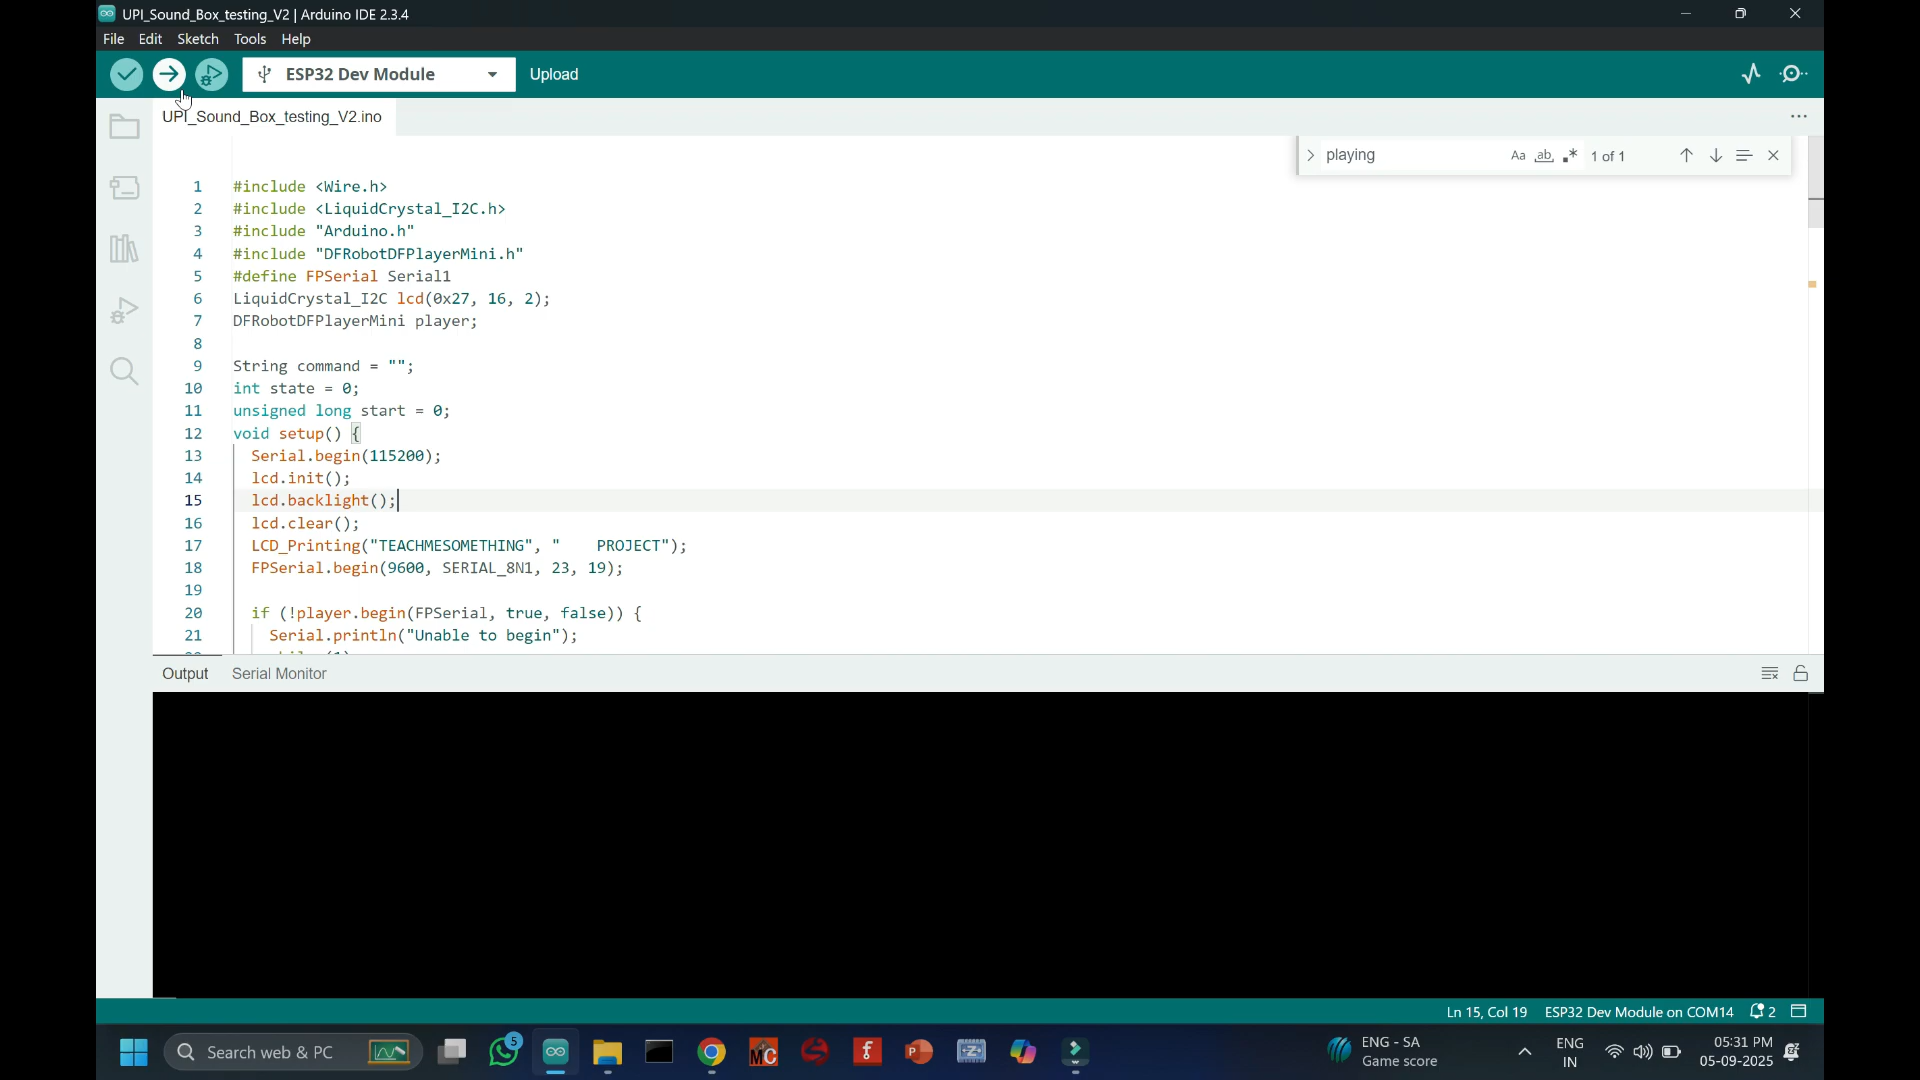 UPI_Sound_Box_testing_V2 | Arduino IDE 2.3.4
File Edit Sketch Tools Help
ESP32 Dev Module Upload
UPI_Sound_Box_testing_V2.ino
playing Aa ab 1 of 1
1 #include <Wire.h>
2 #include <LiquidCrystal_I2C.h>
3 #include "Arduino.h"
4 #include "DFRobotDFPlayerMini.h"
5 #define FPSerial Serial1
6 LiquidCrystal_I2C lcd(0x27, 16, 2);
7 DFRobotDFPlayerMini player;
8
9 String command = "";
10 int state = 0;
11 unsigned long start = 0;
12 void setup() {
13 Serial.begin(115200);
14 lcd.init();
15 lcd.backlight();
16 lcd.clear();
17 LCD_Printing("TEACHMESOMETHING", "    PROJECT");
18 FPSerial.begin(9600, SERIAL_8N1, 23, 19);
19
20 if (!player.begin(FPSerial, true, false)) {
21 Serial.println("Unable to begin");
Output Serial Monitor
Ln 15, Col 19 ESP32 Dev Module on COM14 2
Search web & PC
5
ENG - SA
Game score
ENG
IN
05:31 PM
05-09-2025